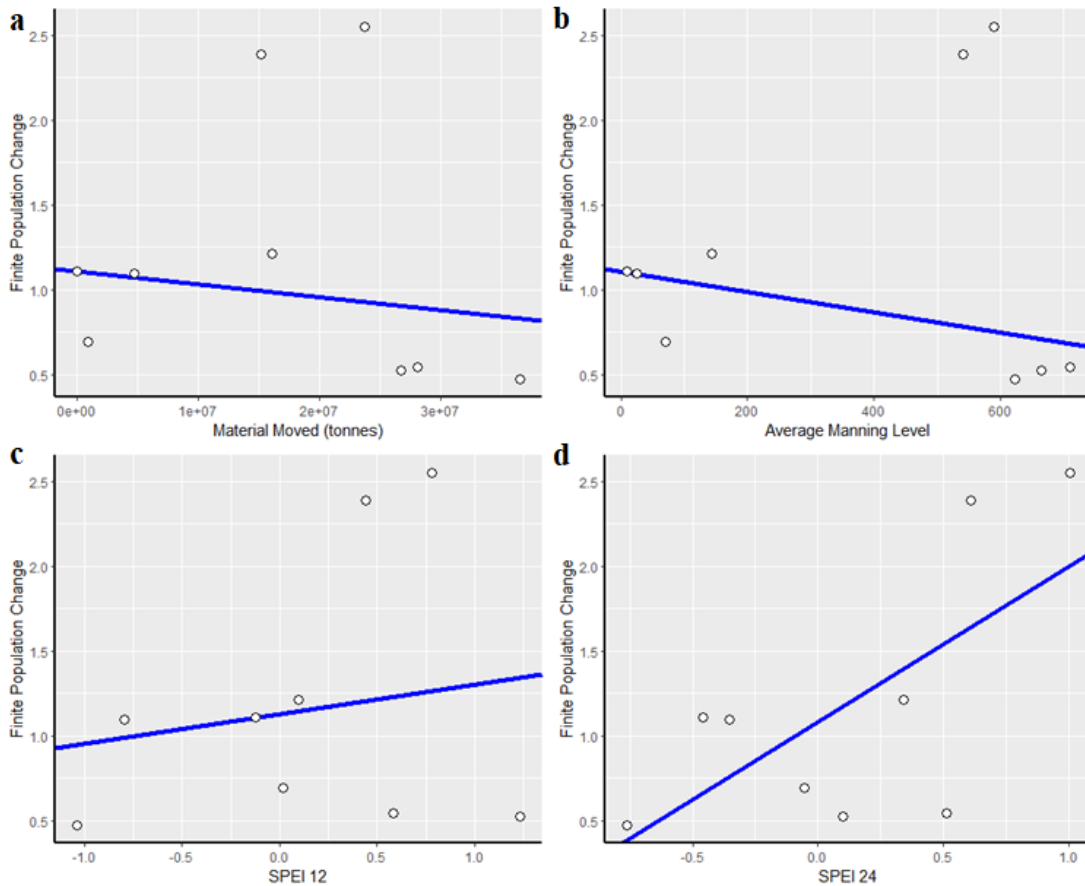 a
Finite Population Change
2.5
2.0
1.5
1.0
0.5
0e+00 1e+07 2e+07 3e+07
Material Moved (tonnes)
b
Finite Population Change
2.5
2.0
1.5
1.0
0.5
0 200 400 600
Average Manning Level
c
Finite Population Change
2.5
2.0
1.5
1.0
0.5
-1.0 -0.5 0.0 0.5 1.0
SPEI 12
d
Finite Population Change
2.5
2.0
1.5
1.0
0.5
-0.5 0.0 0.5 1.0
SPEI 24